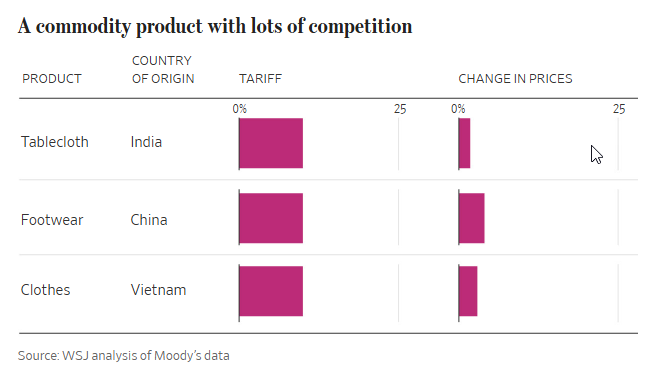 A commodity product with lots of competition
COUNTRY
PRODUCT OF ORIGIN TARIFF CHANGE IN PRICES
0% 25 0% 25
Tablecloth India
Footwear China
Clothes Vietnam
Source: WSJ analysis of Moody's data